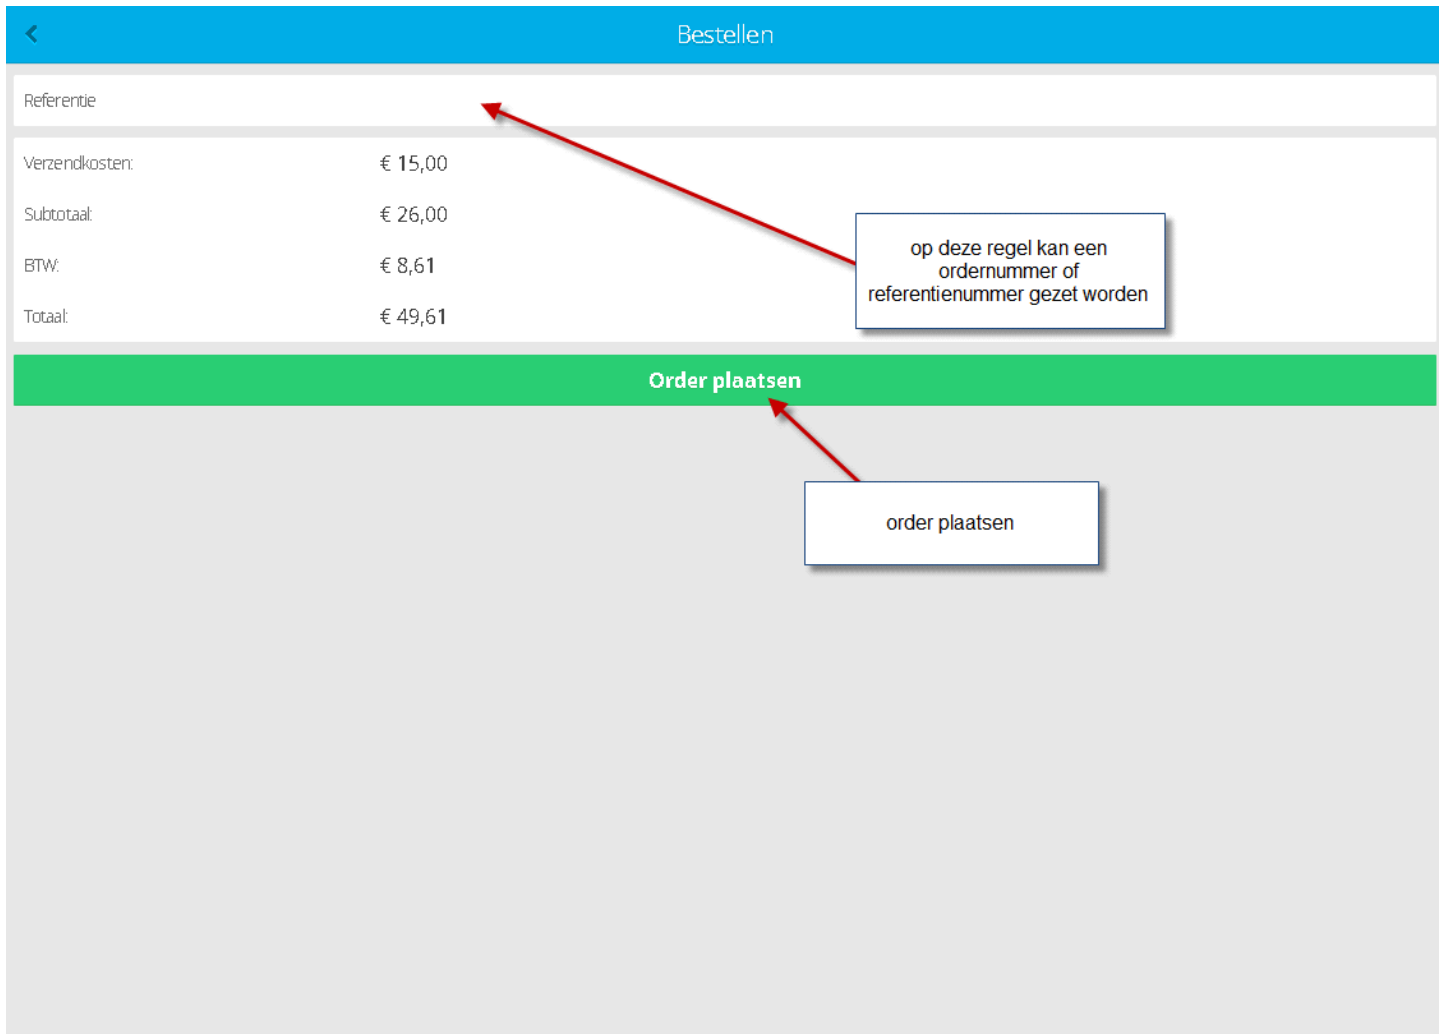 Bestellen
Referentie
Verzendkosten: € 15,00
Subtotaal: € 26,00
BTW: € 8,61
Totaal: € 49,61
op deze regel kan een
ordernummer of
referentienummer gezet worden
Order plaatsen
order plaatsen